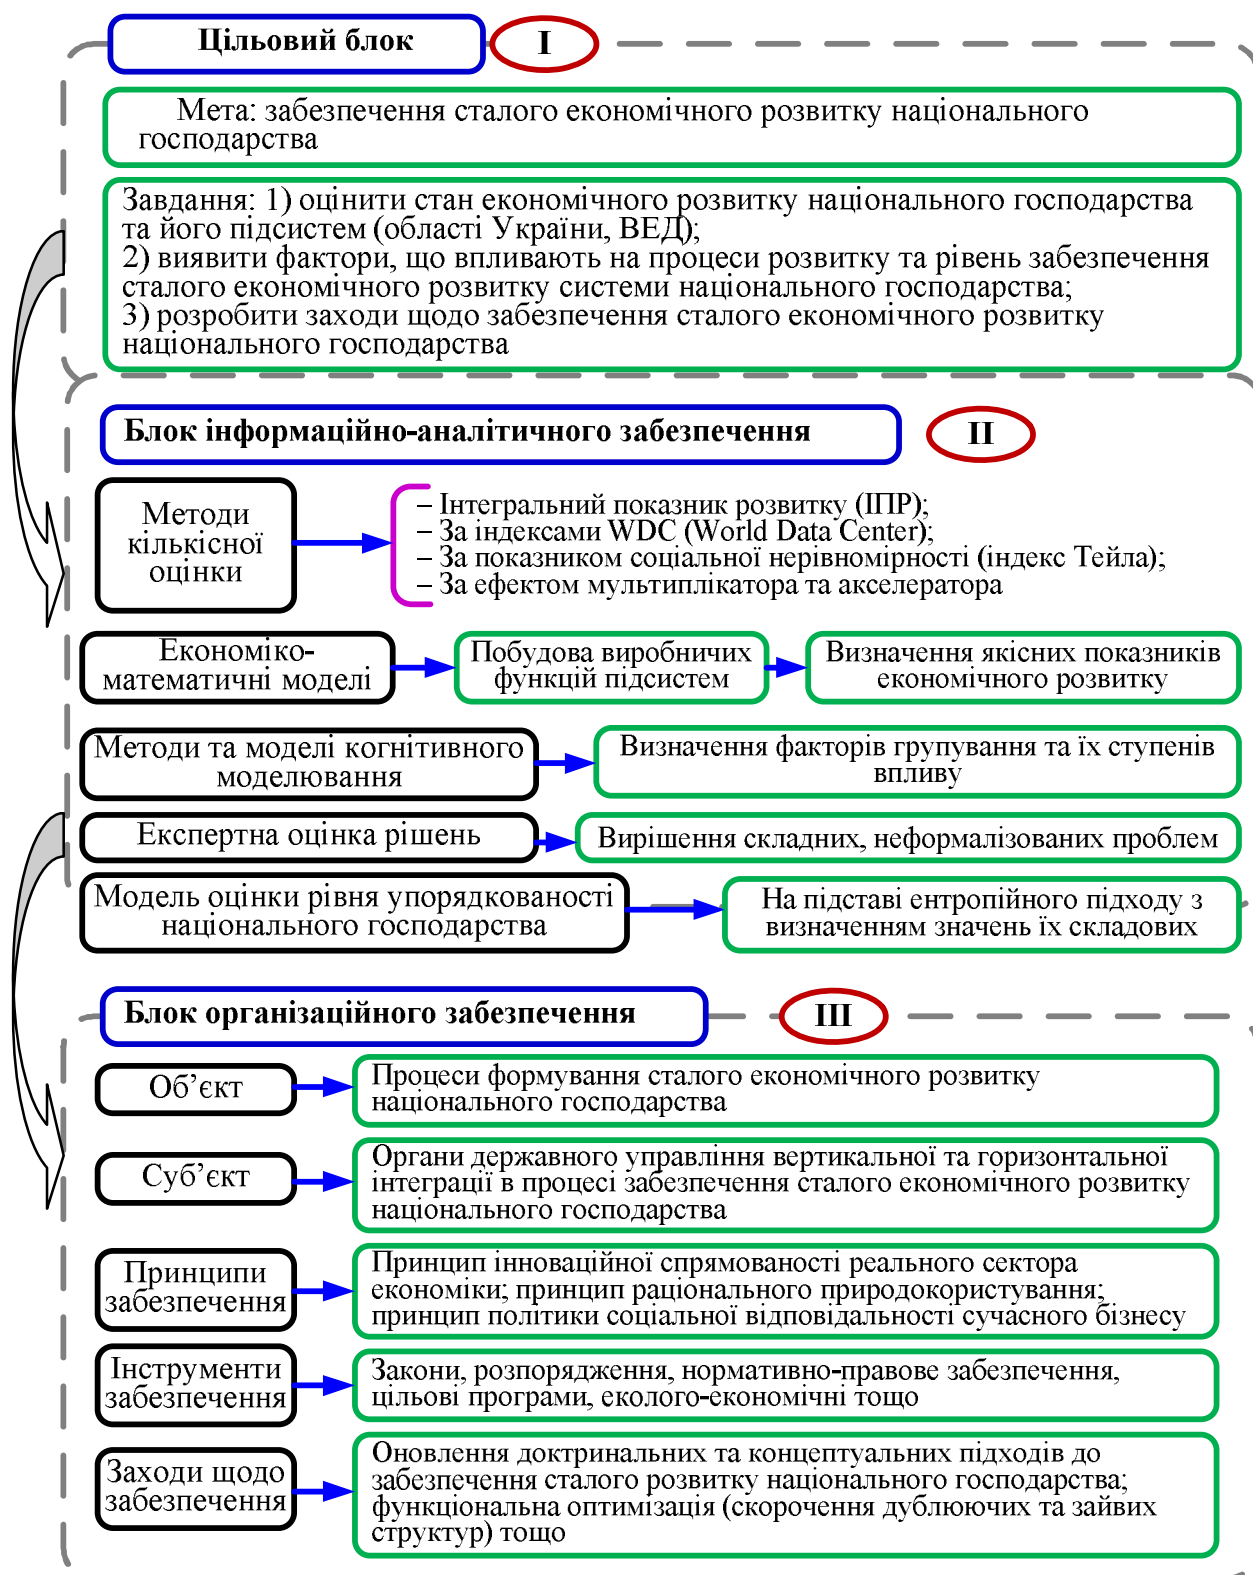 Цільовий блок
I
Мета: забезпечення сталого економічного розвитку національного
господарства
Завдання: 1) оцінити стан економічного розвитку національного господарства
та його підсистем (області України, ВЕД);
2) виявити фактори, що впливають на процеси розвитку та рівень забезпечення
сталого економічного розвитку системи національного господарства;
3) розробити заходи щодо забезпечення сталого економічного розвитку
національного господарства
Блок інформаційно-аналітичного забезпечення
II
Методи
кількісної
оцінки
– Інтегральний показник розвитку (ІПР);
– За індексами WDC (World Data Center);
– За показником соціальної нерівномірності (індекс Тейла);
– За ефектом мультиплікатора та акселератора
Економіко-
математичні моделі
Побудова виробничих
функцій підсистем
Визначення якісних показників
економічного розвитку
Методи та моделі когнітивного
моделювання
Визначення факторів групування та їх ступенів
впливу
Експертна оцінка рішень
Вирішення складних, неформалізованих проблем
Модель оцінки рівня упорядкованості
національного господарства
На підставі ентропійного підходу з
визначенням значень їх складових
Блок організаційного забезпечення
III
Об’єкт
Процеси формування сталого економічного розвитку
національного господарства
Суб’єкт
Органи державного управління вертикальної та горизонтальної
інтеграції в процесі забезпечення сталого економічного розвитку
національного господарства
Принципи
забезпечення
Принцип інноваційної спрямованості реального сектора
економіки; принцип раціонального природокористування;
принцип політики соціальної відповідальності сучасного бізнесу
Інструменти
забезпечення
Закони, розпорядження, нормативно-правове забезпечення,
цільові програми, еколого-економічні тощо
Заходи щодо
забезпечення
Оновлення доктринальних та концептуальних підходів до
забезпечення сталого розвитку національного господарства;
функціональна оптимізація (скорочення дублюючих та зайвих
структур) тощо